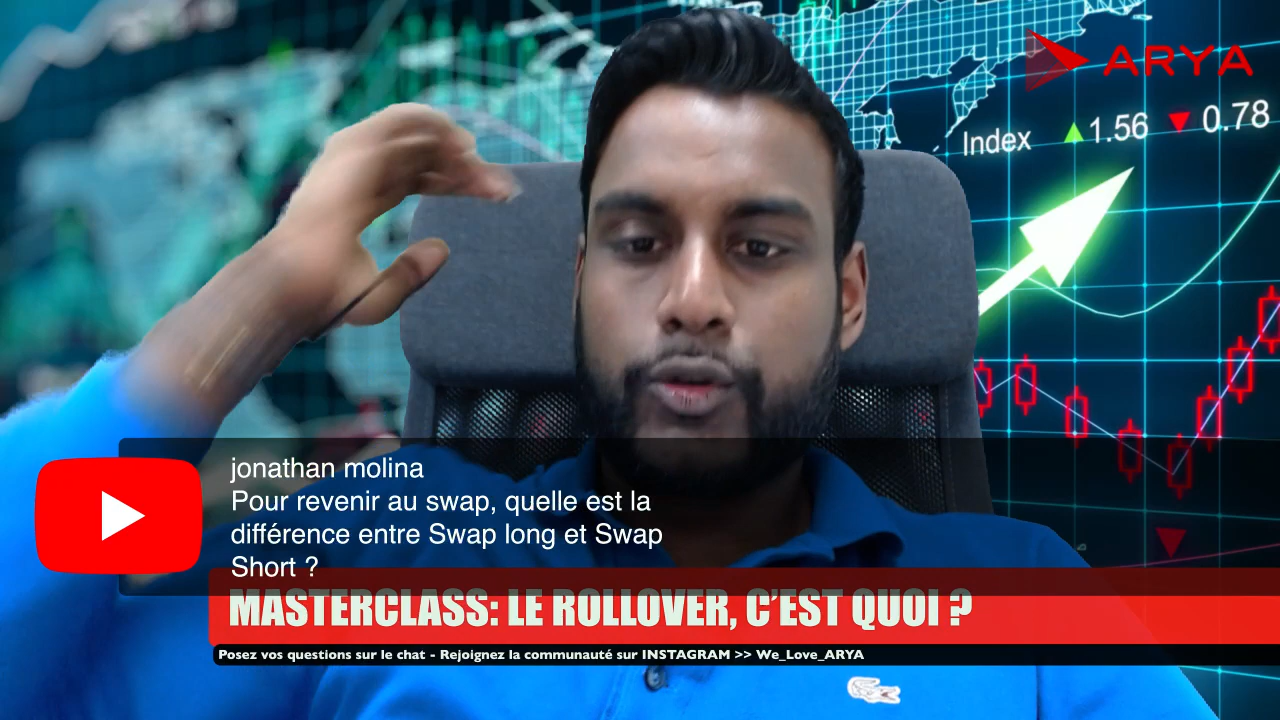 ARYA
Index 1.56 0.78
jonathan molina
Pour revenir au swap, quelle est la
différence entre Swap long et Swap
Short ?
MASTERCLASS: LE ROLLOVER, C'EST QUOI ?
Posez vos questions sur le chat - Rejoignez la communauté sur INSTAGRAM >> We_Love_ARYA